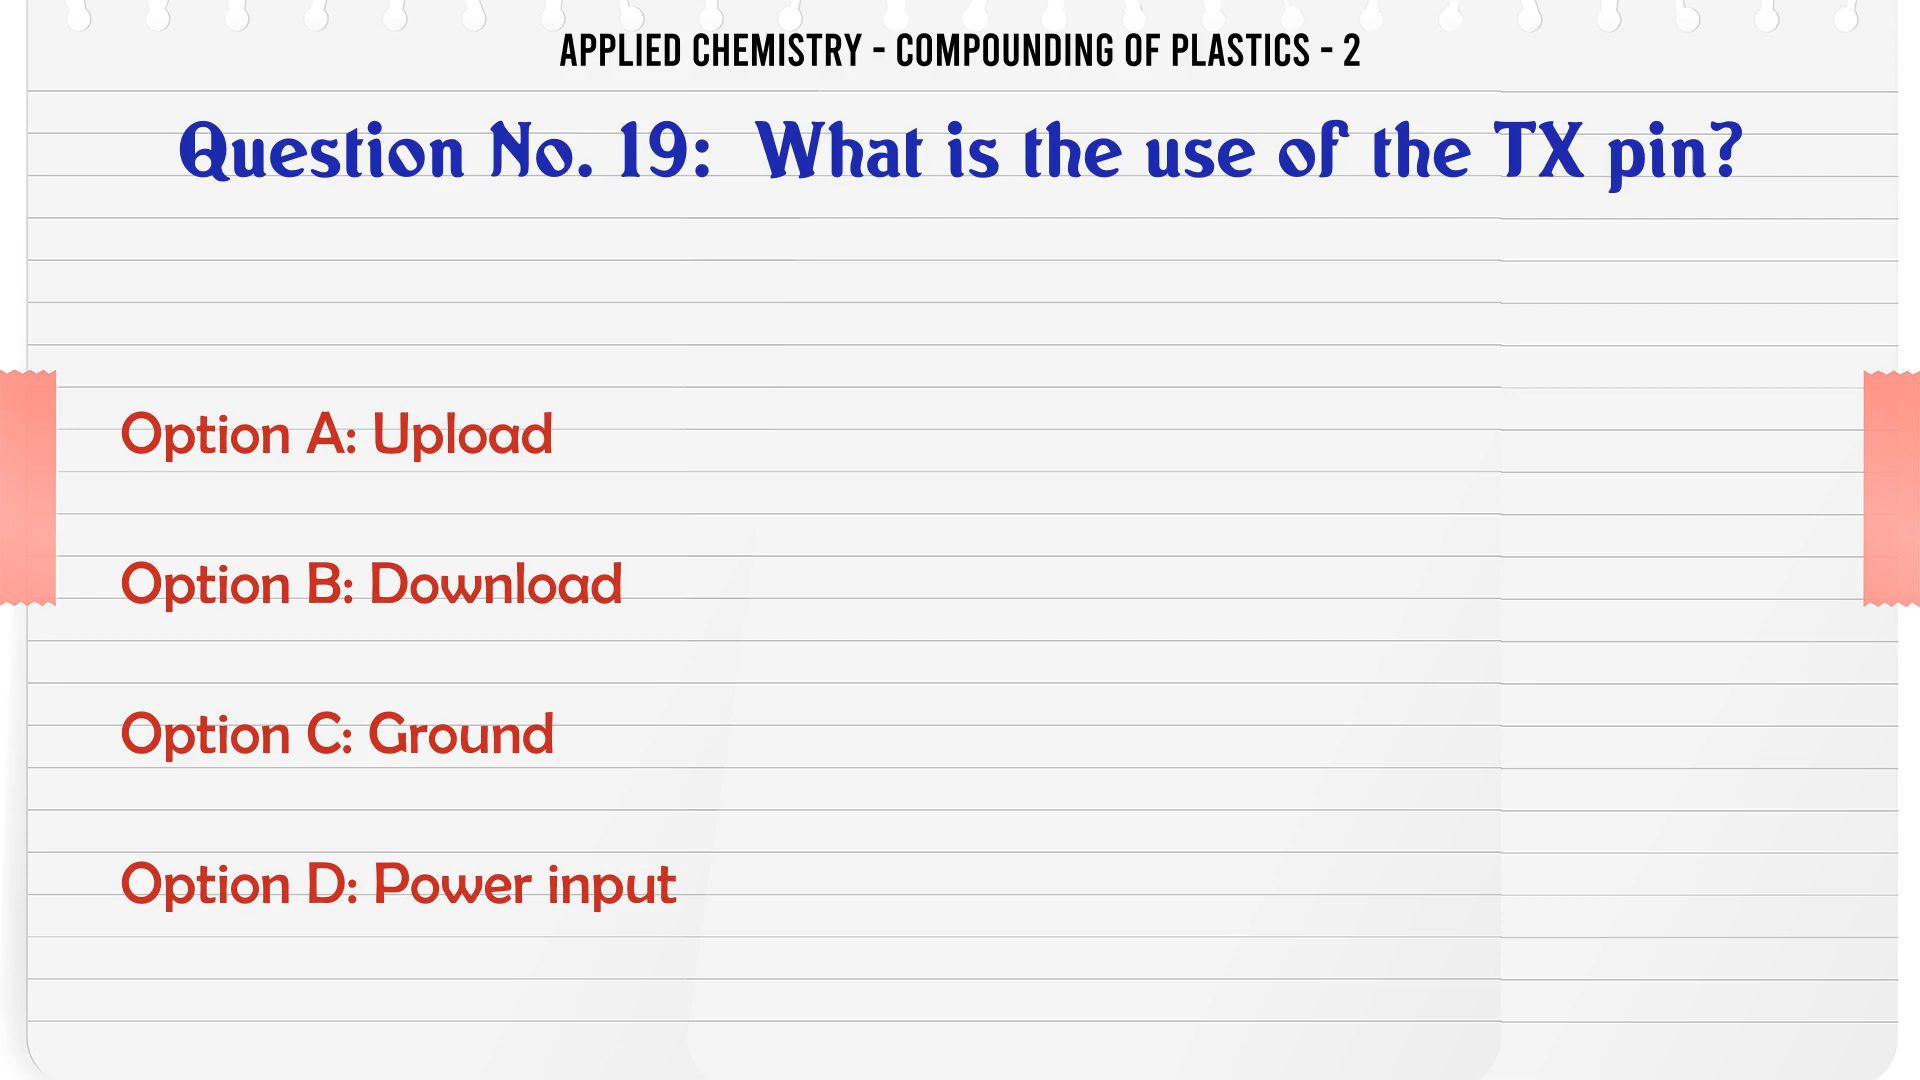 APPLIED CHEMISTRY - COMPOUNDING OF PLASTICS - 2
Question No. 19: What is the use of the TX pin?
Option A: Upload
Option B: Download
Option C: Ground
Option D: Power input